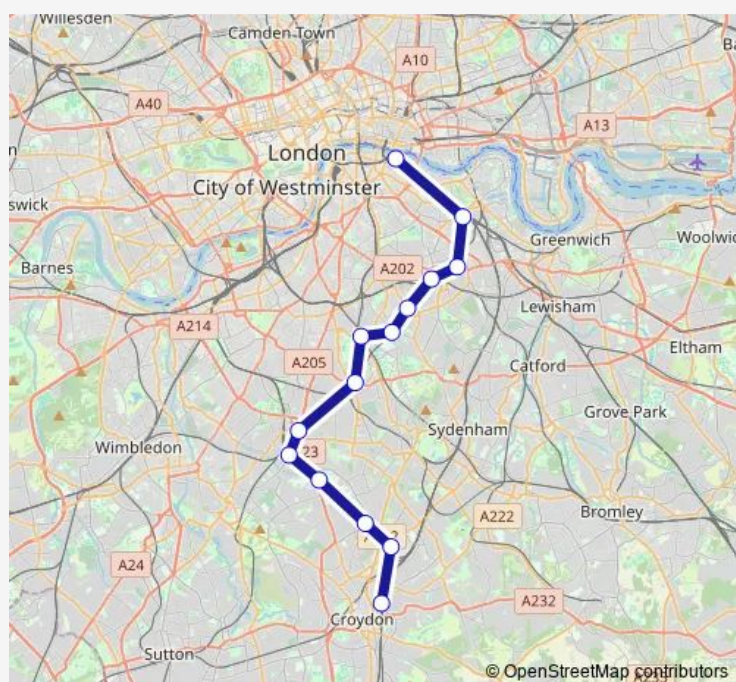 Willesden
Camden Town
A10
A40
A13
London
City of Westminster
swick
Greenwich
Woolwic
Barnes
A202
Lewisham
A214
Eltham
A205
Catford
Grove Park
Sydenham
Wimbledon
23
Bromley
A222
A24
A232
Croydon
Sutton
© OpenStreetMap contributors